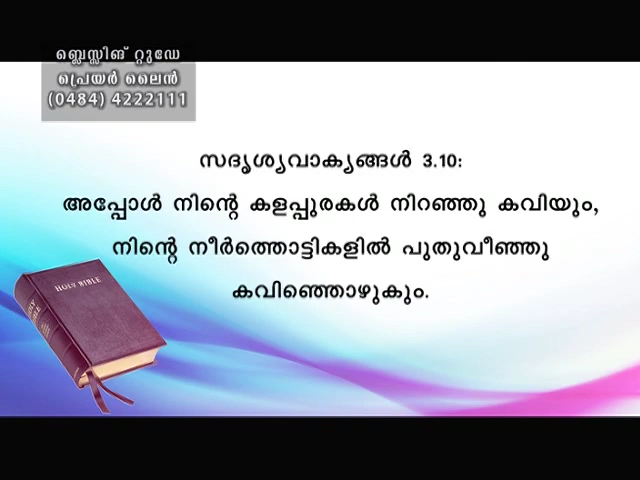 ബ്ലെസ്സിങ് റ്റുഡേ
പ്രെയർ ലൈൻ
(0484) 4222111
സദൃശ്യവാക്യങ്ങൾ 3.10:
അപ്പോൾ നിന്റെ കളപ്പുരകൾ നിറഞ്ഞു കവിയും,
നിന്റെ നീർത്തൊട്ടികളിൽ പുതുവീഞ്ഞു
കവിഞ്ഞൊഴുകും.
HOLY BIBLE